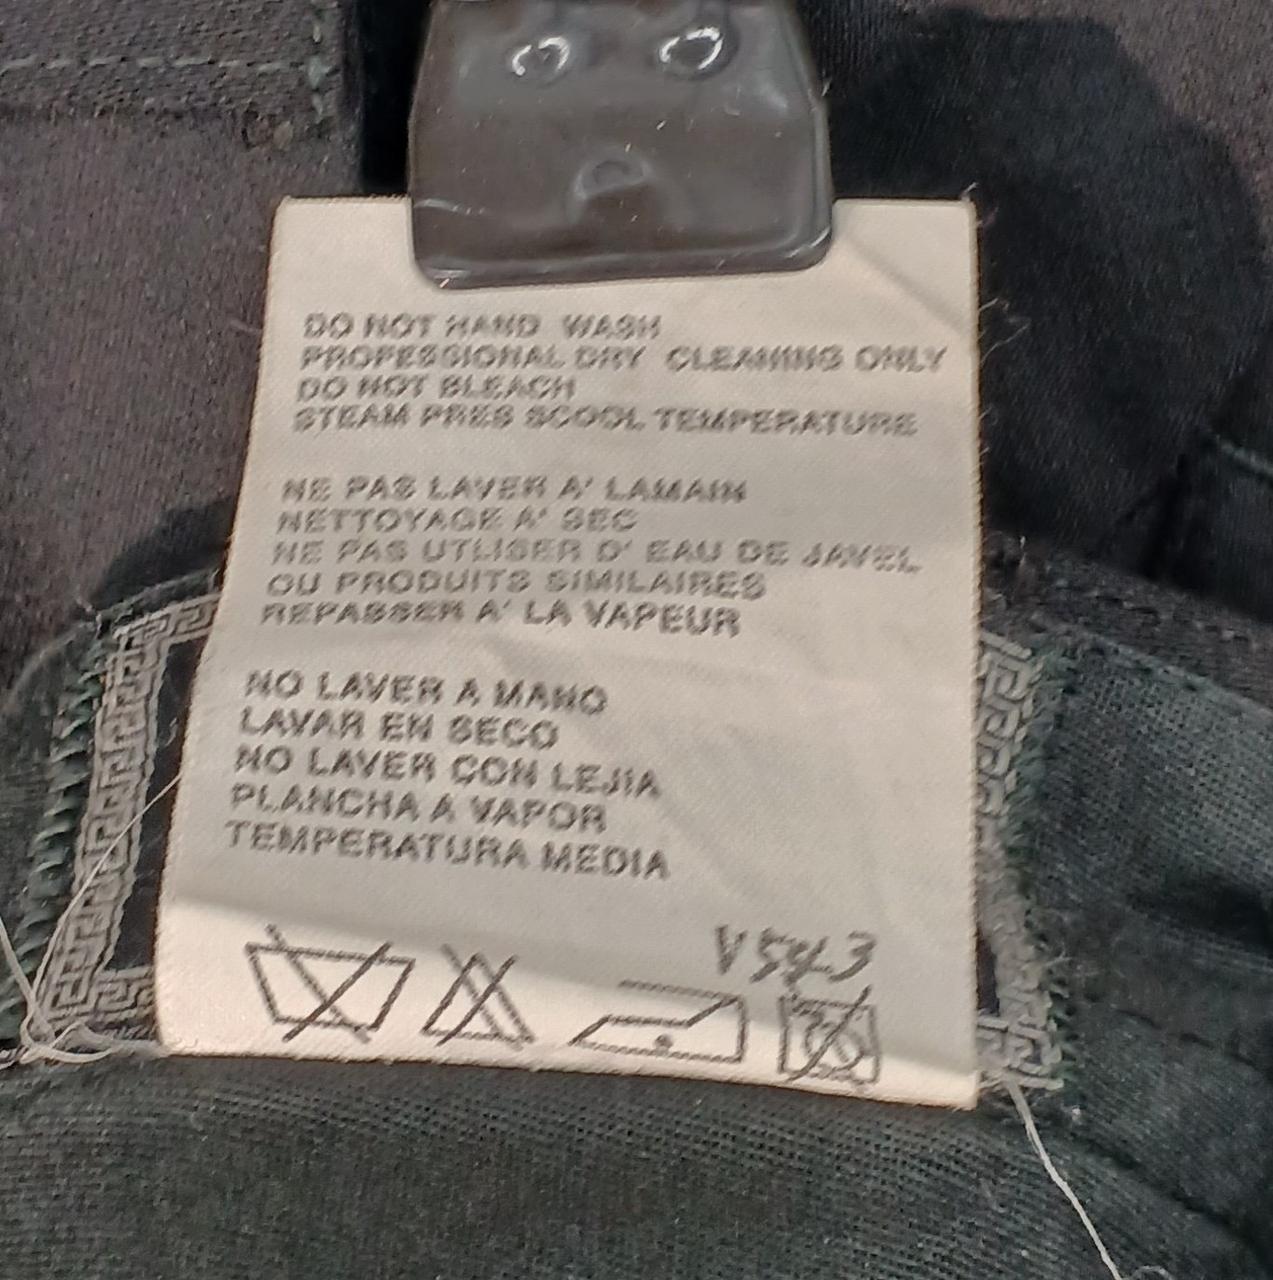 DO NOT HAND WASH
PROFESSIONAL DRY CLEANING ONLY
DO NOT BLEACH
STEAM PRES SCOOL TEMPERATURE
NE PAS LAVER A' LAMAIN
NETTOYAGE A' SEC
NE PAS UTLISER D' EAU DE JAVEL
OU PRODUITS SIMILAIRES
REPASSER A' LA VAPEUR
NO LAVER A MANO
LAVAR EN SECO
NO LAVER CON LEJIA
PLANCHA A VAPOR
TEMPERATURA MEDIA
V543